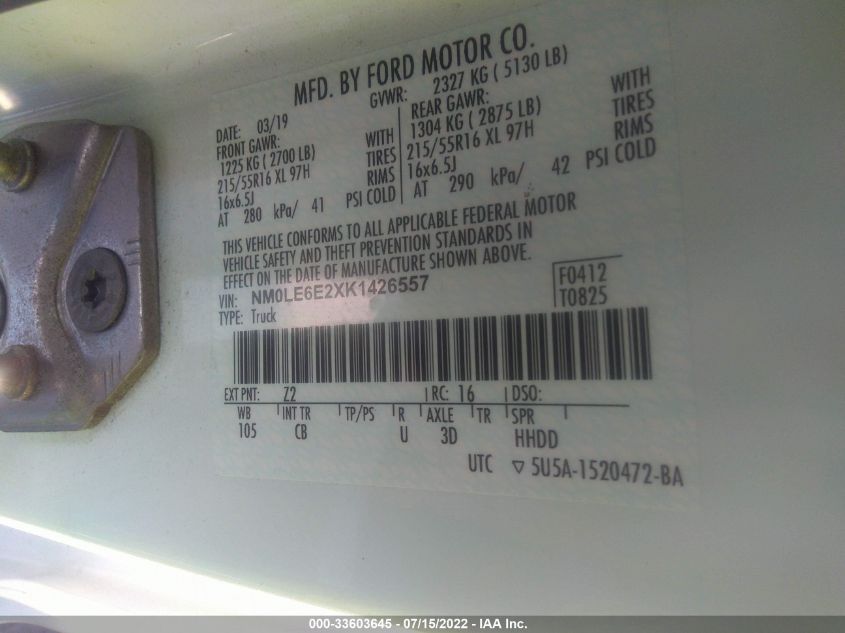 MFD. BY FORD MOTOR CO.
DATE: 03/19
GVWR: 2327 KG ( 5130 LB)
FRONT GAWR:
1225 KG ( 2700 LB) WITH
215/55R16 XL 97H TIRES
16x6.5J RIMS
AT 280 kPa/ 41 PSI COLD
REAR GAWR: WITH
1304 KG ( 2875 LB) TIRES
215/55R16 XL 97H RIMS
16x6.5J
AT 290 kPa/ 42 PSI COLD
THIS VEHICLE CONFORMS TO ALL APPLICABLE FEDERAL MOTOR
VEHICLE SAFETY AND THEFT PREVENTION STANDARDS IN
EFFECT ON THE DATE OF MANUFACTURE SHOWN ABOVE.
VIN: NM0LE6E2XK1426557
TYPE: Truck
F0412
T0825
EXT PNT: Z2 RC: 16 DSO:
WB INT TR TP/PS R AXLE TR SPR
105 CB U 3D HHDD
UTC ▽ 5U5A-1520472-BA
000-33603645 - 07/15/2022 - IAA Inc.